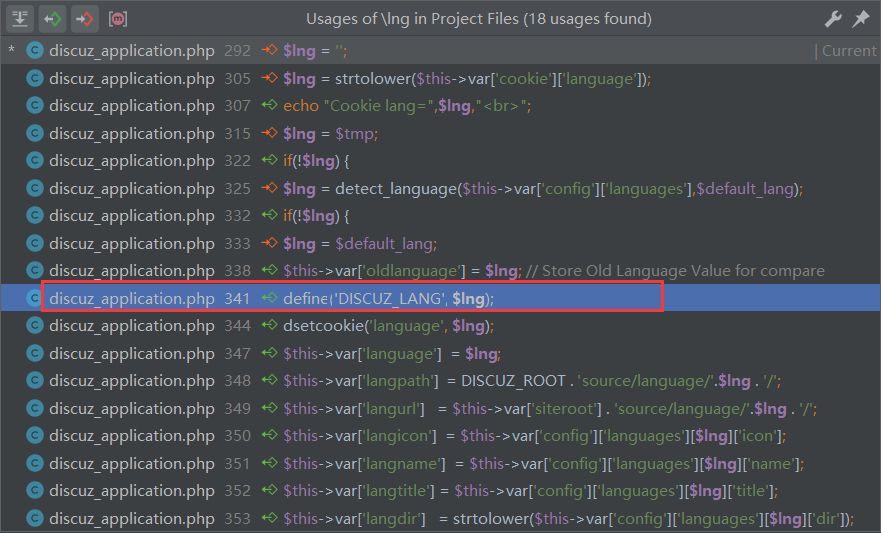 Usages of \lng in Project Files (18 usages found)
* discuz_application.php 292 $lng = ''; | Current
discuz_application.php 305 $lng = strtolower($this->var['cookie']['language']);
discuz_application.php 307 echo "Cookie lang=",$lng,"<br>";
discuz_application.php 315 $lng = $tmp;
discuz_application.php 322 if(!$lng) {
discuz_application.php 325 $lng = detect_language($this->var['config']['languages'],$default_lang);
discuz_application.php 332 if(!$lng) {
discuz_application.php 333 $lng = $default_lang;
discuz_application.php 338 $this->var['oldlanguage'] = $lng; // Store Old Language Value for compare
discuz_application.php 341 define('DISCUZ_LANG', $lng);
discuz_application.php 344 dsetcookie('language', $lng);
discuz_application.php 347 $this->var['language'] = $lng;
discuz_application.php 348 $this->var['langpath'] = DISCUZ_ROOT . 'source/language/'.$lng . '/';
discuz_application.php 349 $this->var['langurl'] = $this->var['siteroot'] . 'source/language/'.$lng . '/';
discuz_application.php 350 $this->var['langicon'] = $this->var['config']['languages'][$lng]['icon'];
discuz_application.php 351 $this->var['langname'] = $this->var['config']['languages'][$lng]['name'];
discuz_application.php 352 $this->var['langtitle'] = $this->var['config']['languages'][$lng]['title'];
discuz_application.php 353 $this->var['langdir'] = strtolower($this->var['config']['languages'][$lng]['dir']);